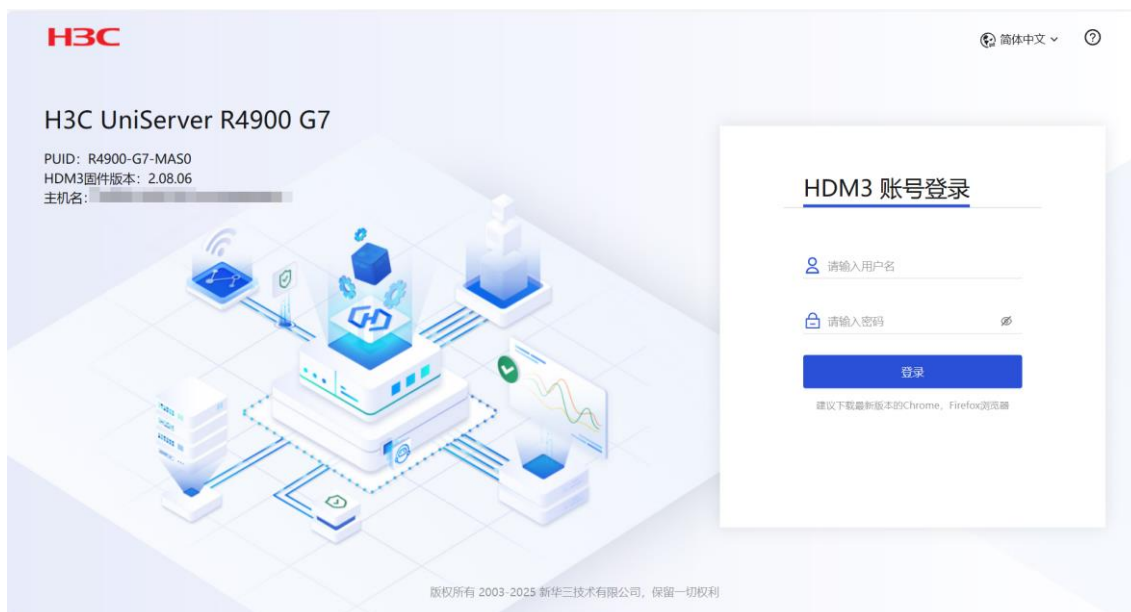 H3C
简体中文
H3C UniServer R4900 G7
PUID：R4900-G7-MAS0
HDM3固件版本：2.08.06
主机名：
HDM3 账号登录
请输入用户名
请输入密码
登录
建议下载最新版本的Chrome，Firefox浏览器
版权所有 2003-2025 新华三技术有限公司，保留一切权利